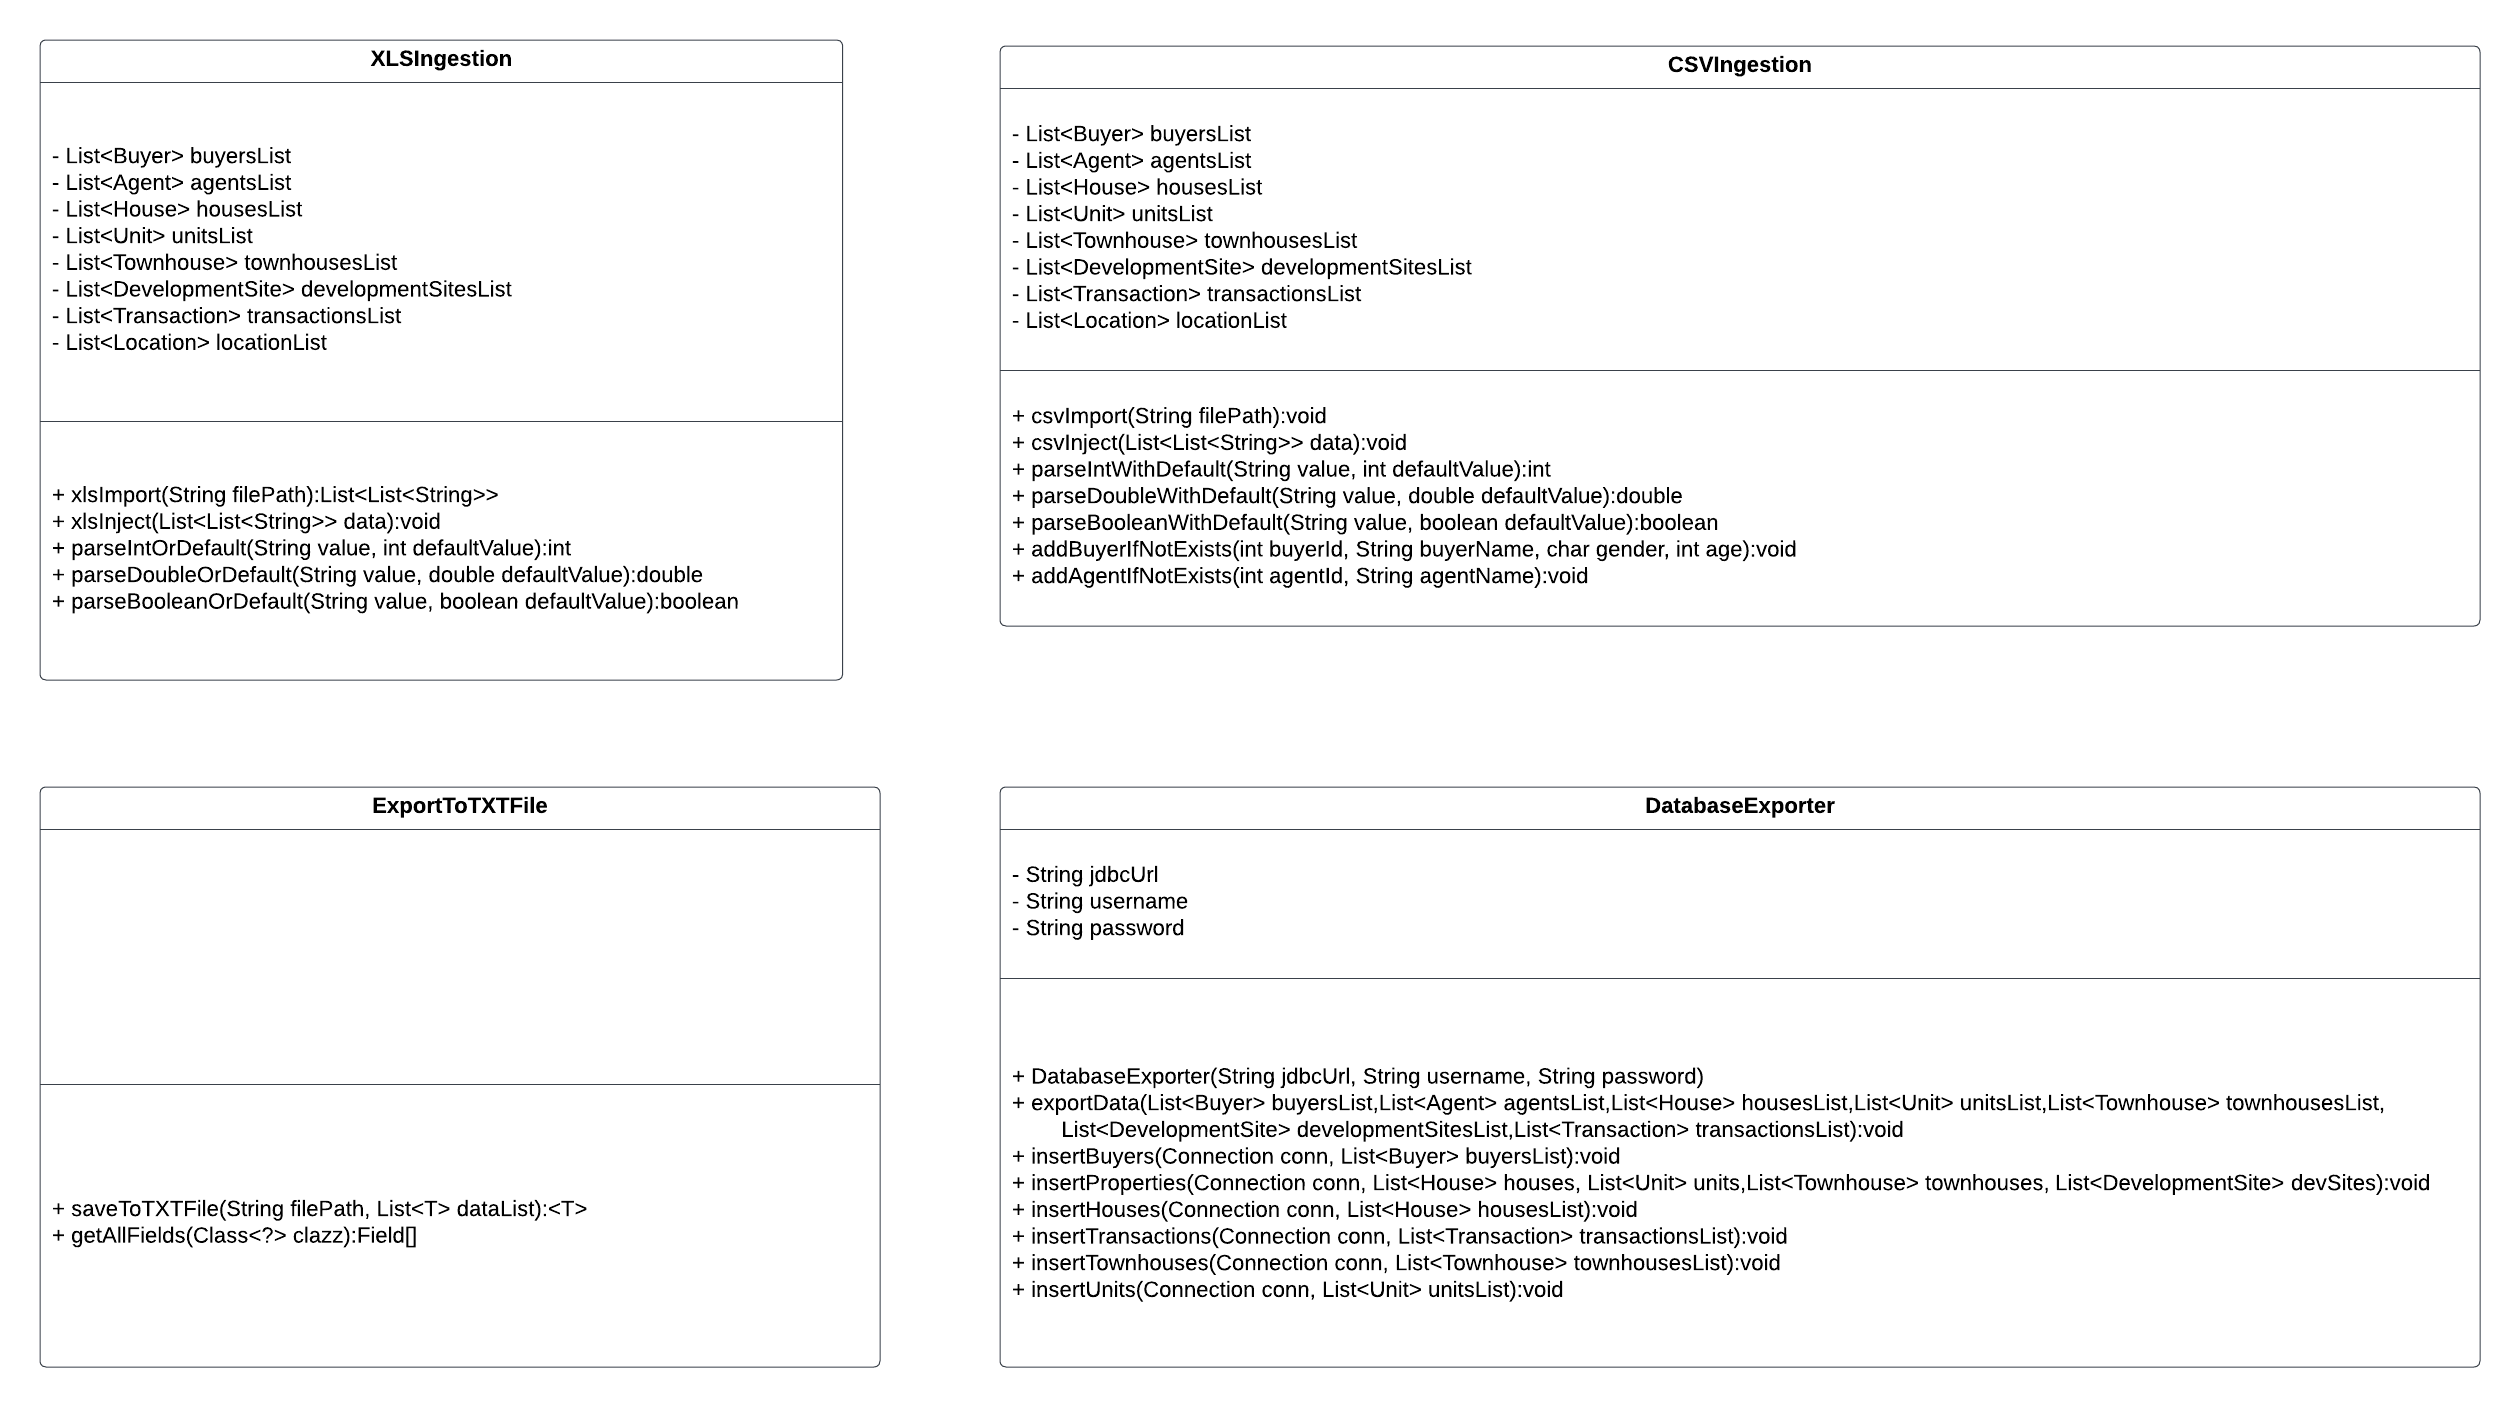 XLSIngestion
- List<Buyer> buyersList
- List<Agent> agentsList
- List<House> housesList
- List<Unit> unitsList
- List<Townhouse> townhousesList
- List<DevelopmentSite> developmentSitesList
- List<Transaction> transactionsList
- List<Location> locationList
+ xlsImport(String filePath):List<List<String>>
+ xlsInject(List<List<String>> data):void
+ parseIntOrDefault(String value, int defaultValue):int
+ parseDoubleOrDefault(String value, double defaultValue):double
+ parseBooleanOrDefault(String value, boolean defaultValue):boolean
CSVIngestion
- List<Buyer> buyersList
- List<Agent> agentsList
- List<House> housesList
- List<Unit> unitsList
- List<Townhouse> townhousesList
- List<DevelopmentSite> developmentSitesList
- List<Transaction> transactionsList
- List<Location> locationList
+ csvImport(String filePath):void
+ csvInject(List<List<String>> data):void
+ parseIntWithDefault(String value, int defaultValue):int
+ parseDoubleWithDefault(String value, double defaultValue):double
+ parseBooleanWithDefault(String value, boolean defaultValue):boolean
+ addBuyerIfNotExists(int buyerId, String buyerName, char gender, int age):void
+ addAgentIfNotExists(int agentId, String agentName):void
ExportToTXTFile
+ saveToTXTFile(String filePath, List<T> dataList):<T>
+ getAllFields(Class<?> clazz):Field[]
DatabaseExporter
- String jdbcUrl
- String username
- String password
+ DatabaseExporter(String jdbcUrl, String username, String password)
+ exportData(List<Buyer> buyersList,List<Agent> agentsList,List<House> housesList,List<Unit> unitsList,List<Townhouse> townhousesList,
List<DevelopmentSite> developmentSitesList,List<Transaction> transactionsList):void
+ insertBuyers(Connection conn, List<Buyer> buyersList):void
+ insertProperties(Connection conn, List<House> houses, List<Unit> units,List<Townhouse> townhouses, List<DevelopmentSite> devSites):void
+ insertHouses(Connection conn, List<House> housesList):void
+ insertTransactions(Connection conn, List<Transaction> transactionsList):void
+ insertTownhouses(Connection conn, List<Townhouse> townhousesList):void
+ insertUnits(Connection conn, List<Unit> unitsList):void